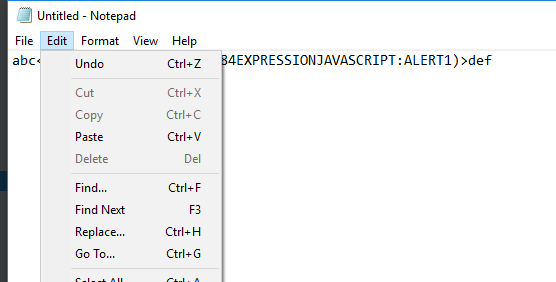 Untitled - Notepad
File Edit Format View Help
abc< 84EXPRESSIONJAVASCRIPT:ALERT1)>def
Undo Ctrl+Z
Cut Ctrl+X
Copy Ctrl+C
Paste Ctrl+V
Delete Del
Find... Ctrl+F
Find Next F3
Replace... Ctrl+H
Go To... Ctrl+G
Select All Ctrl+A